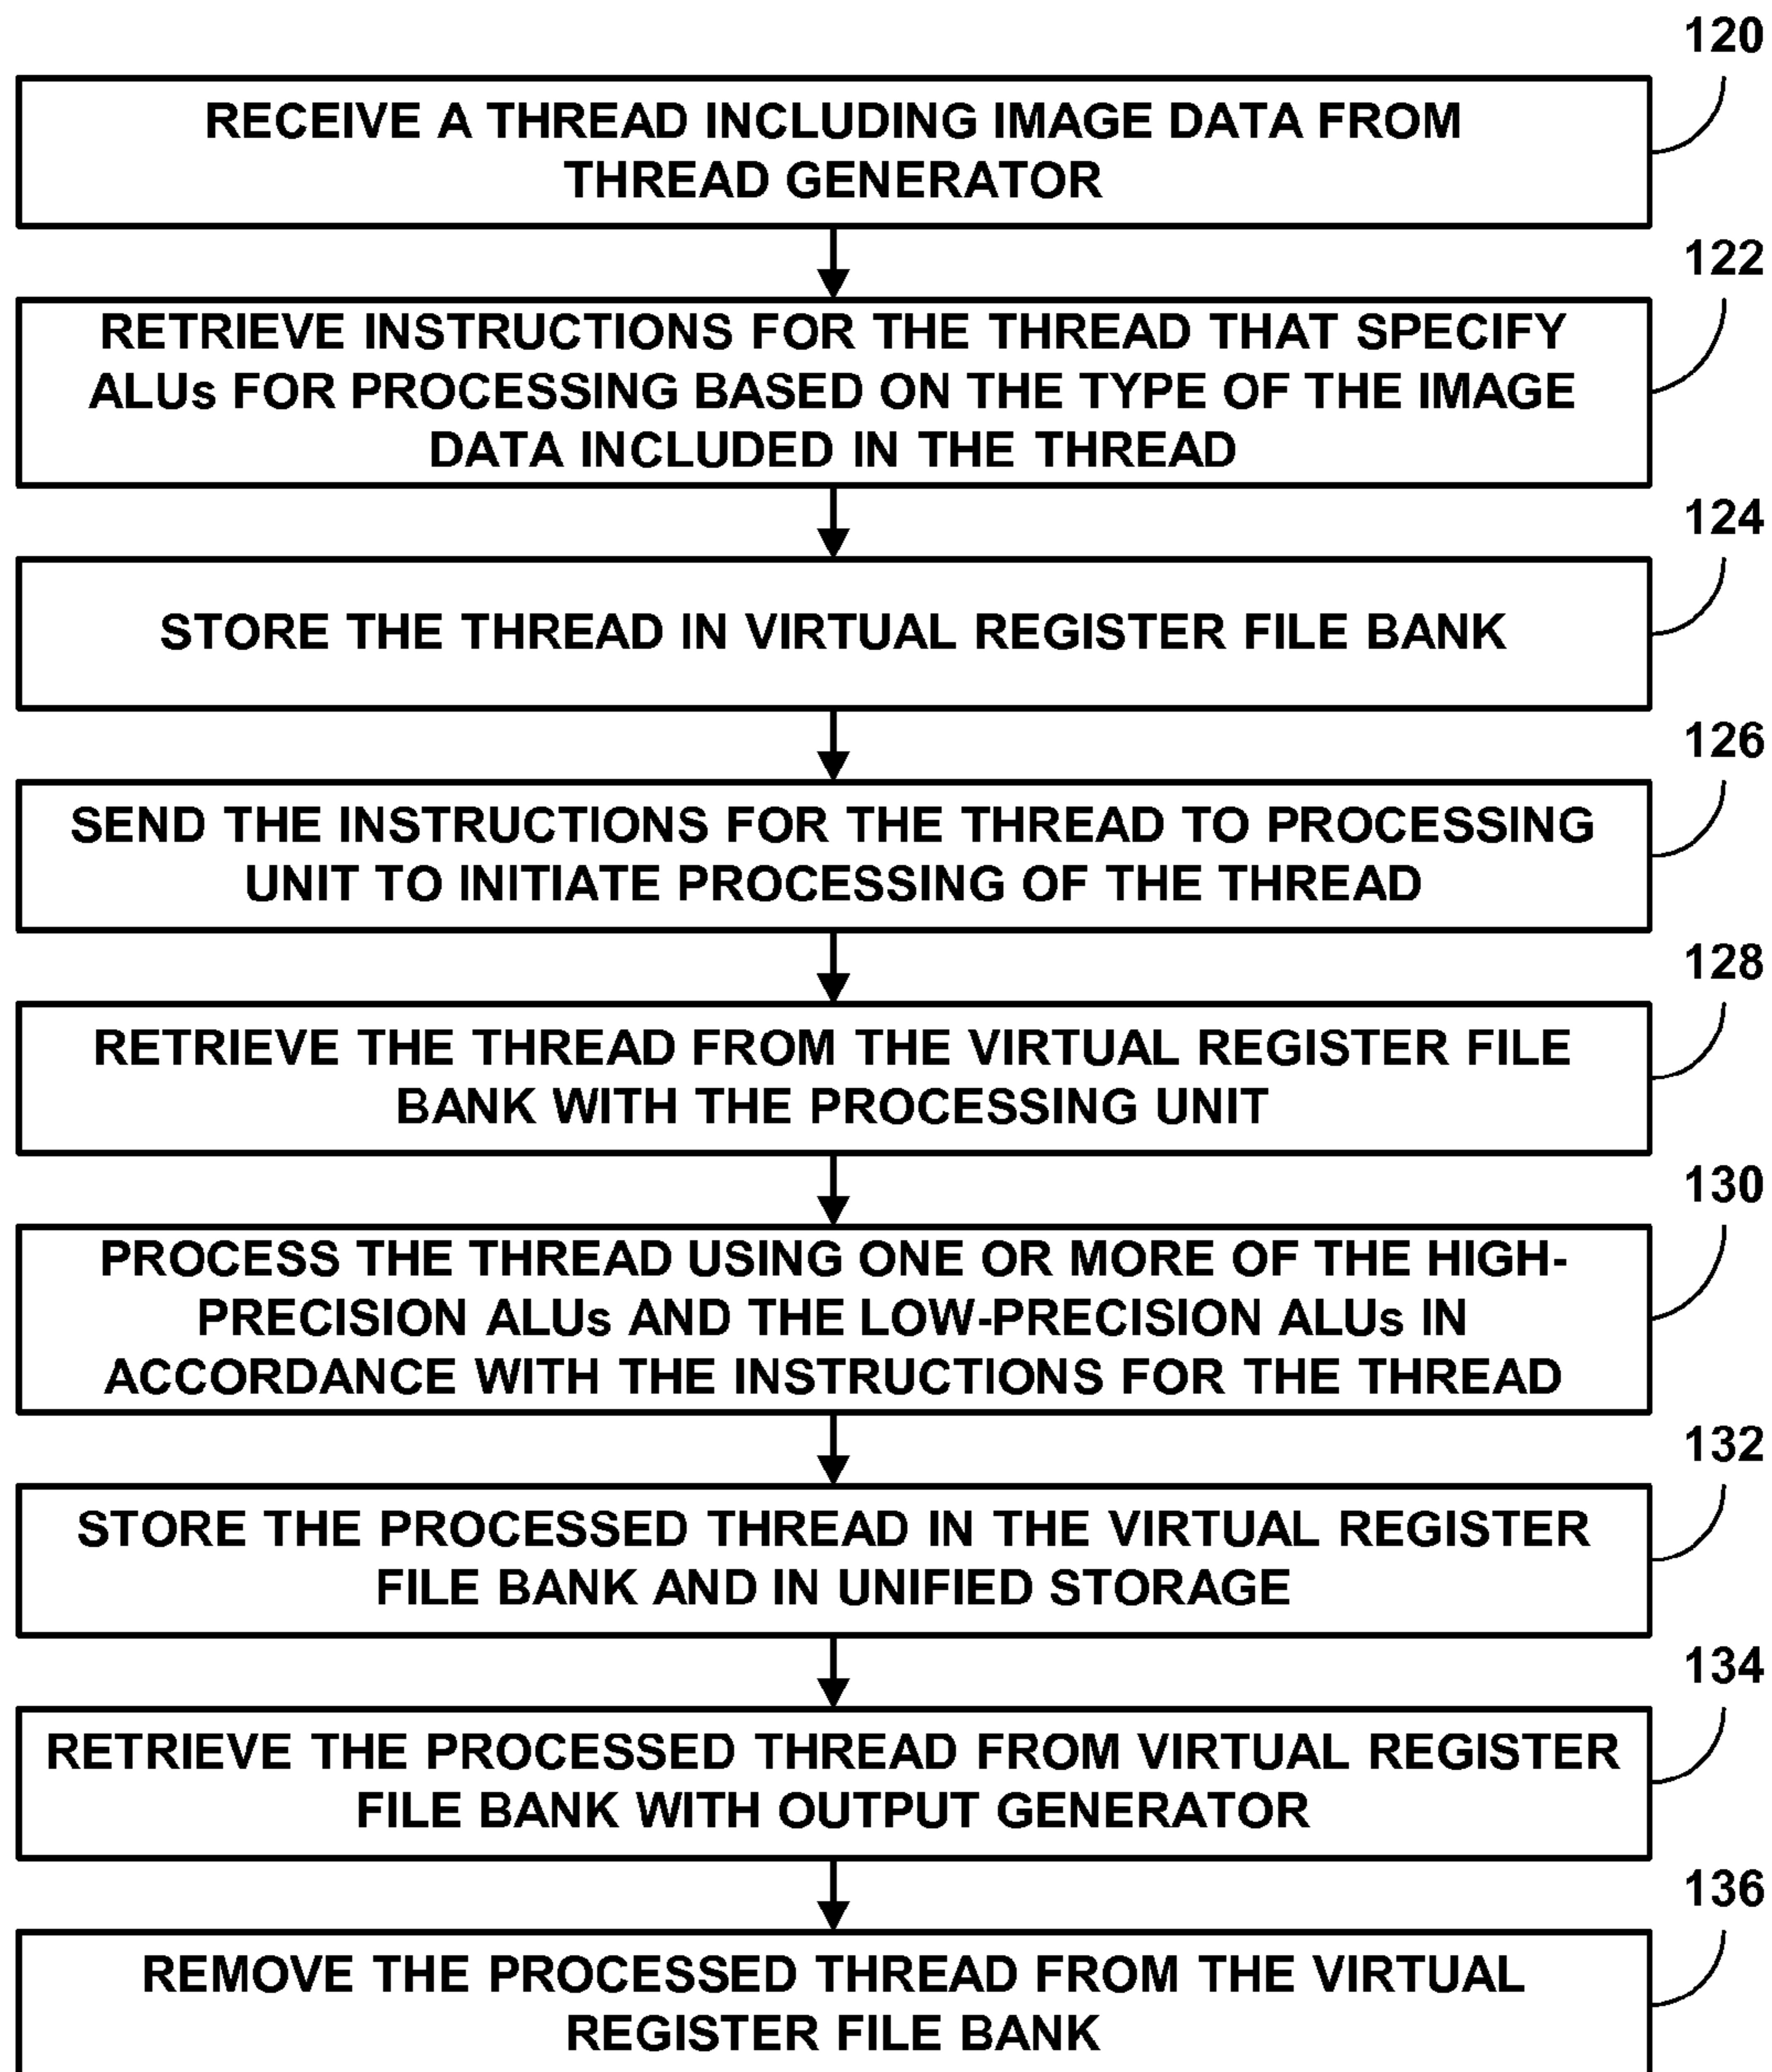 120
RECEIVE A THREAD INCLUDING IMAGE DATA FROM
THREAD GENERATOR
122
RETRIEVE INSTRUCTIONS FOR THE THREAD THAT SPECIFY
ALUs FOR PROCESSING BASED ON THE TYPE OF THE IMAGE
DATA INCLUDED IN THE THREAD
124
STORE THE THREAD IN VIRTUAL REGISTER FILE BANK
126
SEND THE INSTRUCTIONS FOR THE THREAD TO PROCESSING
UNIT TO INITIATE PROCESSING OF THE THREAD
128
RETRIEVE THE THREAD FROM THE VIRTUAL REGISTER FILE
BANK WITH THE PROCESSING UNIT
130
PROCESS THE THREAD USING ONE OR MORE OF THE HIGH-
PRECISION ALUs AND THE LOW-PRECISION ALUs IN
ACCORDANCE WITH THE INSTRUCTIONS FOR THE THREAD
132
STORE THE PROCESSED THREAD IN THE VIRTUAL REGISTER
FILE BANK AND IN UNIFIED STORAGE
134
RETRIEVE THE PROCESSED THREAD FROM VIRTUAL REGISTER
FILE BANK WITH OUTPUT GENERATOR
136
REMOVE THE PROCESSED THREAD FROM THE VIRTUAL
REGISTER FILE BANK